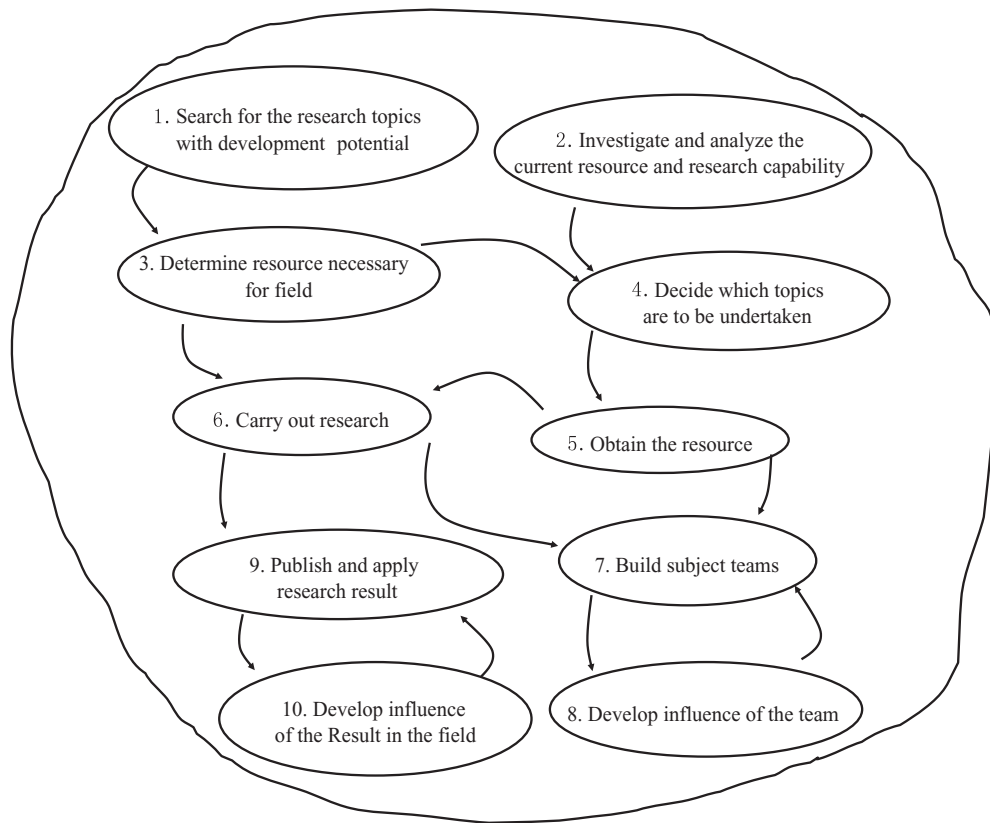 1. Search for the research topics
with development potential
2. Investigate and analyze the
current resource and research capability
3. Determine resource necessary
for field
4. Decide which topics
are to be undertaken
6. Carry out research
5. Obtain the resource
9. Publish and apply
research result
7. Build subject teams
10. Develop influence
of the Result in the field
8. Develop influence of the team